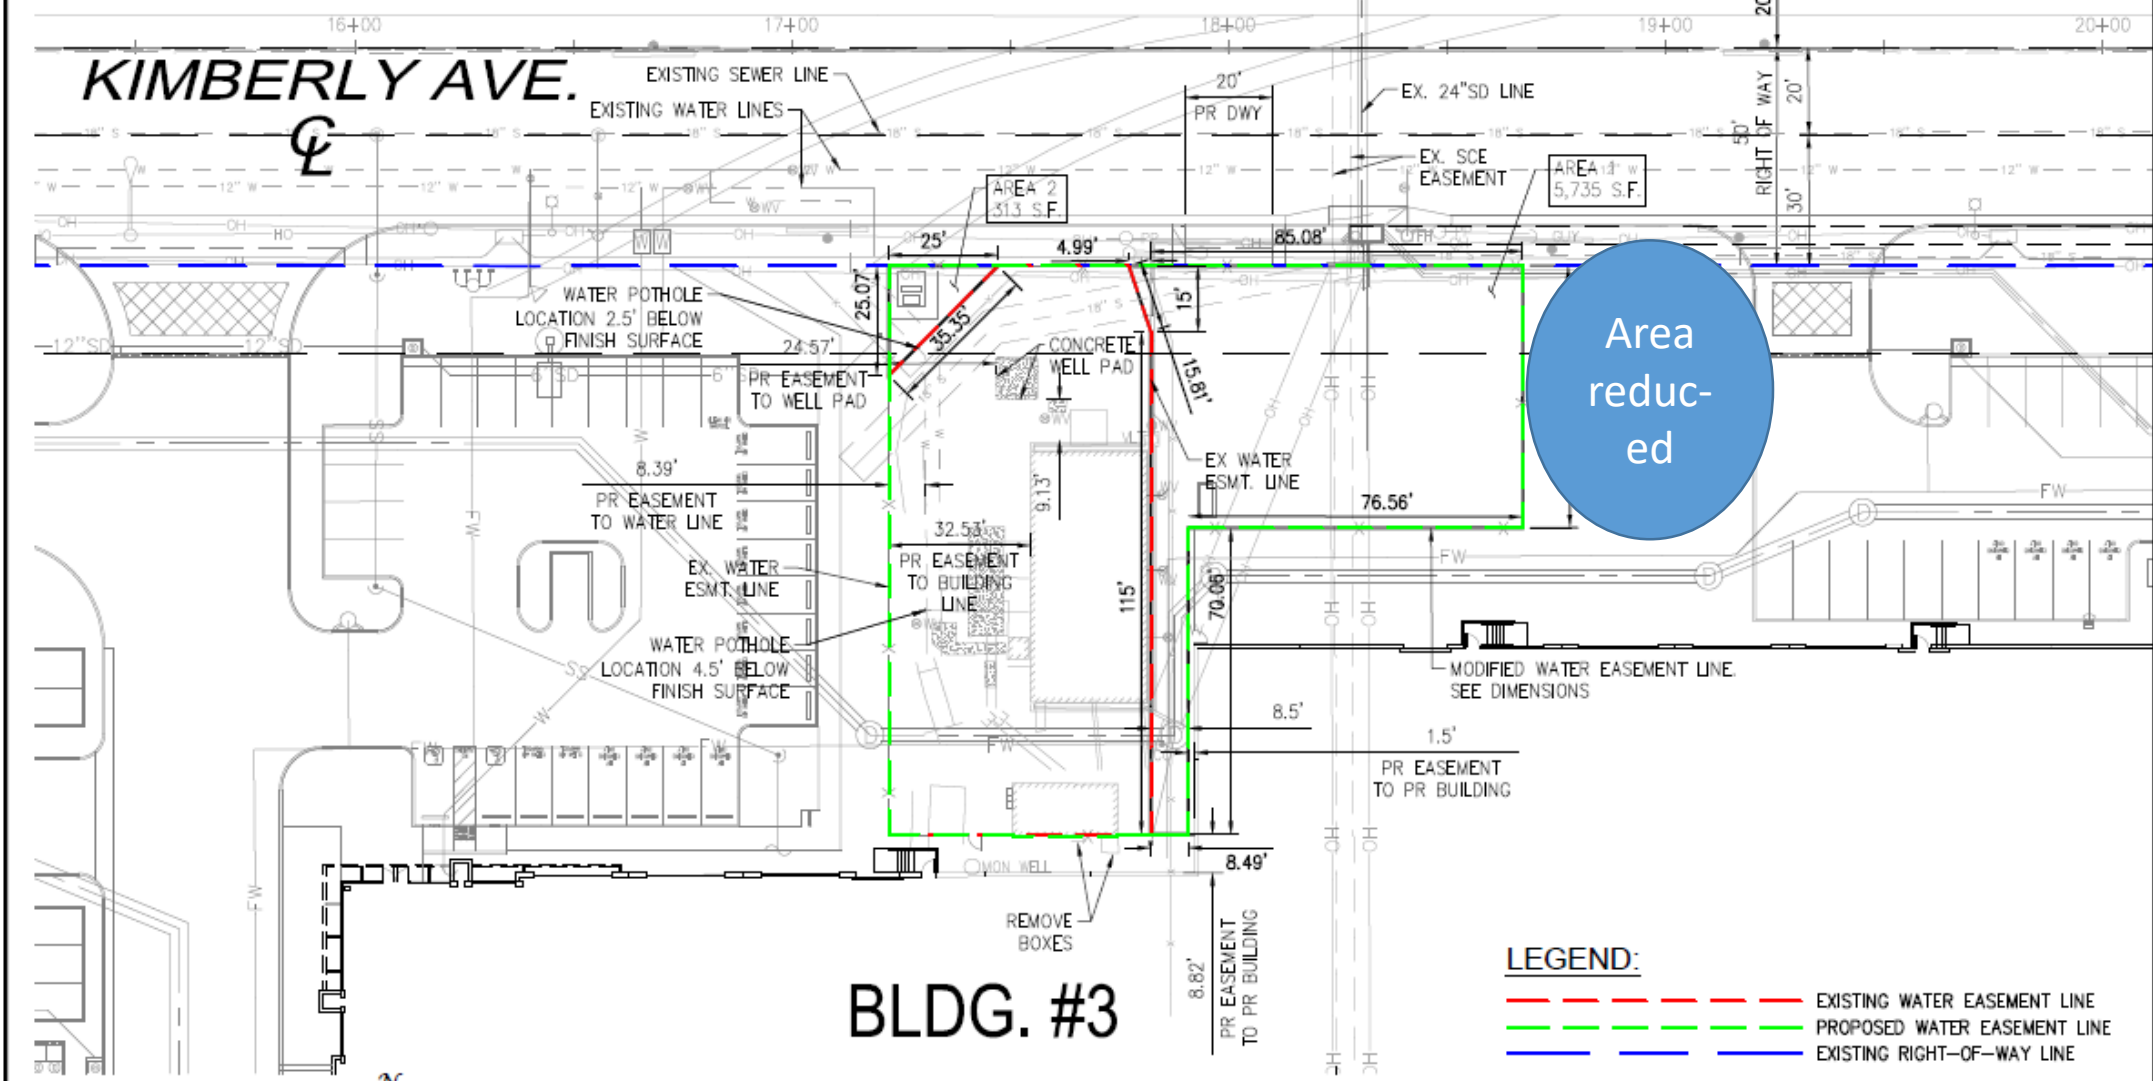 16+00
17+00
18+00
19+00
20+00
KIMBERLY AVE.
EXISTING SEWER LINE
EXISTING WATER LINES
20'
PR DWY
EX. 24"SD LINE
EX. SCE
EASEMENT
AREA 1
5,735 S.F.
50'
RIGHT OF WAY
20'
30'
AREA 2
313 S.F.
25'
4.99'
85.08'
25.07'
35.35'
15'
15.81'
WATER POTHOLE
LOCATION 2.5' BELOW
FINISH SURFACE
24.57'
PR EASEMENT
TO WELL PAD
CONCRETE
WELL PAD
Area
reduc-
ed
12"SD
12"SD
8.39'
PR EASEMENT
TO WATER LINE
9.13'
EX WATER
ESMT. LINE
76.56'
32.53'
PR EASEMENT
TO BUILDING
LINE
EX. WATER
ESMT. LINE
115'
70.06'
WATER POTHOLE
LOCATION 4.5' BELOW
FINISH SURFACE
MODIFIED WATER EASEMENT LINE.
SEE DIMENSIONS
8.5'
1.5'
PR EASEMENT
TO PR BUILDING
8.49'
MON WELL
REMOVE
BOXES
8.82'
PR EASEMENT
TO PR BUILDING
BLDG. #3
LEGEND:
EXISTING WATER EASEMENT LINE
PROPOSED WATER EASEMENT LINE
EXISTING RIGHT-OF-WAY LINE